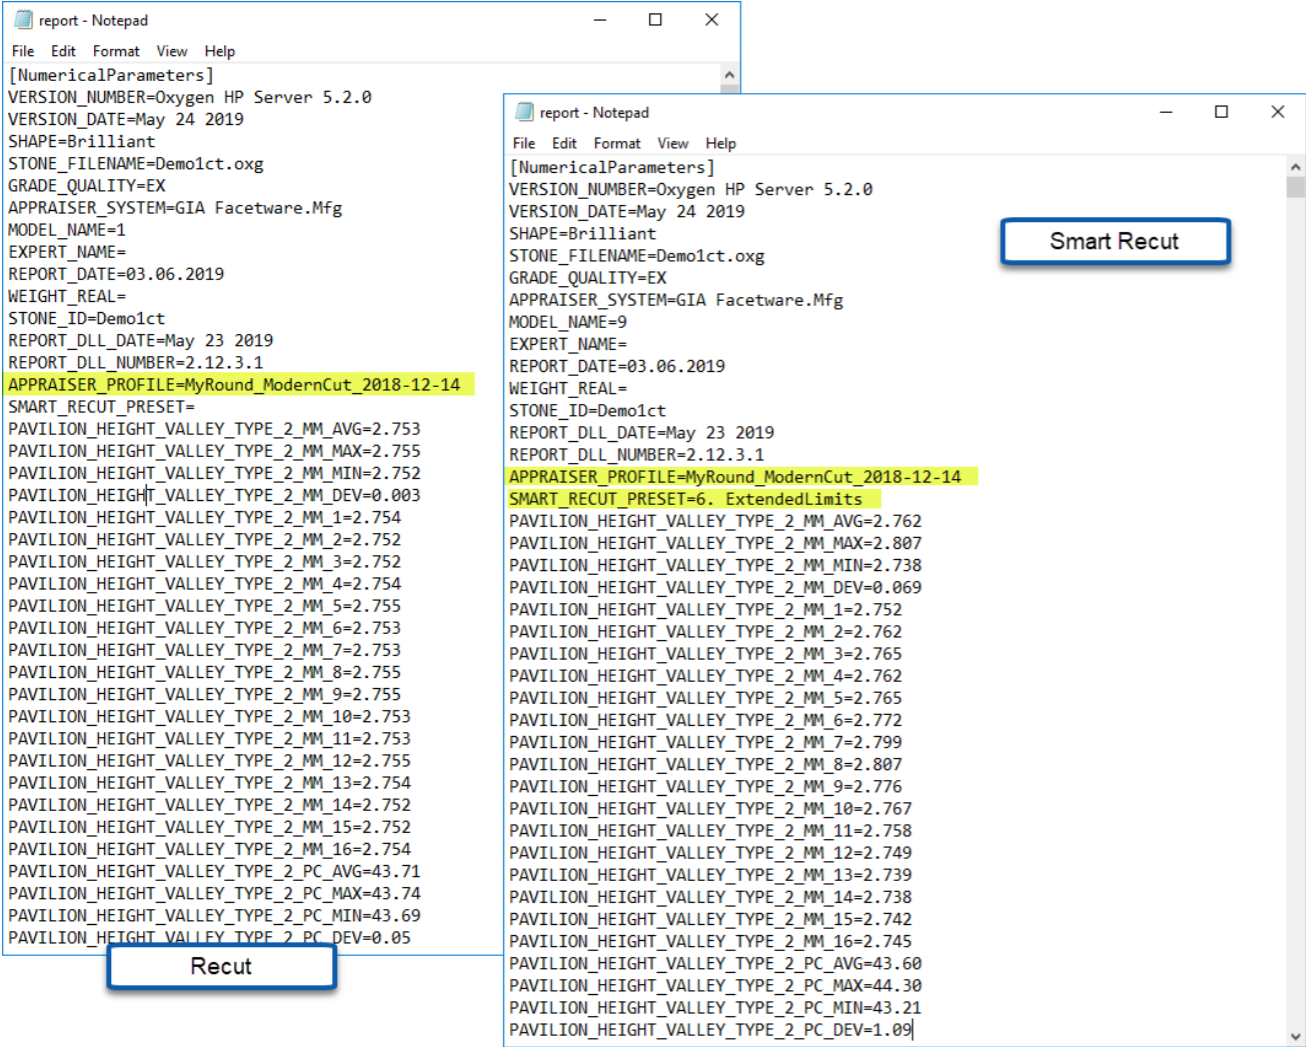 report - Notepad
File Edit Format View Help
[NumericalParameters]
VERSION_NUMBER=Oxygen HP Server 5.2.0
VERSION_DATE=May 24 2019
SHAPE=Brilliant
STONE_FILENAME=Demo1ct.oxg
GRADE_QUALITY=EX
APPRAISER_SYSTEM=GIA Facetware.Mfg
MODEL_NAME=1
EXPERT_NAME=
REPORT_DATE=03.06.2019
WEIGHT_REAL=
STONE_ID=Demo1ct
REPORT_DLL_DATE=May 23 2019
REPORT_DLL_NUMBER=2.12.3.1
APPRAISER_PROFILE=MyRound_ModernCut_2018-12-14
SMART_RECUT_PRESET=
PAVILION_HEIGHT_VALLEY_TYPE_2_MM_AVG=2.753
PAVILION_HEIGHT_VALLEY_TYPE_2_MM_MAX=2.755
PAVILION_HEIGHT_VALLEY_TYPE_2_MM_MIN=2.752
PAVILION_HEIGHT_VALLEY_TYPE_2_MM_DEV=0.003
PAVILION_HEIGHT_VALLEY_TYPE_2_MM_1=2.754
PAVILION_HEIGHT_VALLEY_TYPE_2_MM_2=2.752
PAVILION_HEIGHT_VALLEY_TYPE_2_MM_3=2.752
PAVILION_HEIGHT_VALLEY_TYPE_2_MM_4=2.754
PAVILION_HEIGHT_VALLEY_TYPE_2_MM_5=2.755
PAVILION_HEIGHT_VALLEY_TYPE_2_MM_6=2.753
PAVILION_HEIGHT_VALLEY_TYPE_2_MM_7=2.753
PAVILION_HEIGHT_VALLEY_TYPE_2_MM_8=2.755
PAVILION_HEIGHT_VALLEY_TYPE_2_MM_9=2.755
PAVILION_HEIGHT_VALLEY_TYPE_2_MM_10=2.753
PAVILION_HEIGHT_VALLEY_TYPE_2_MM_11=2.753
PAVILION_HEIGHT_VALLEY_TYPE_2_MM_12=2.755
PAVILION_HEIGHT_VALLEY_TYPE_2_MM_13=2.754
PAVILION_HEIGHT_VALLEY_TYPE_2_MM_14=2.752
PAVILION_HEIGHT_VALLEY_TYPE_2_MM_15=2.752
PAVILION_HEIGHT_VALLEY_TYPE_2_MM_16=2.754
PAVILION_HEIGHT_VALLEY_TYPE_2_PC_AVG=43.71
PAVILION_HEIGHT_VALLEY_TYPE_2_PC_MAX=43.74
PAVILION_HEIGHT_VALLEY_TYPE_2_PC_MIN=43.69
PAVILION_HEIGHT_VALLEY_TYPE_2_PC_DEV=0.05
Recut
report - Notepad
File Edit Format View Help
[NumericalParameters]
VERSION_NUMBER=Oxygen HP Server 5.2.0
VERSION_DATE=May 24 2019
SHAPE=Brilliant
Smart Recut
STONE_FILENAME=Demo1ct.oxg
GRADE_QUALITY=EX
APPRAISER_SYSTEM=GIA Facetware.Mfg
MODEL_NAME=9
EXPERT_NAME=
REPORT_DATE=03.06.2019
WEIGHT_REAL=
STONE_ID=Demo1ct
REPORT_DLL_DATE=May 23 2019
REPORT_DLL_NUMBER=2.12.3.1
APPRAISER_PROFILE=MyRound_ModernCut_2018-12-14
SMART_RECUT_PRESET=6. ExtendedLimits
PAVILION_HEIGHT_VALLEY_TYPE_2_MM_AVG=2.762
PAVILION_HEIGHT_VALLEY_TYPE_2_MM_MAX=2.807
PAVILION_HEIGHT_VALLEY_TYPE_2_MM_MIN=2.738
PAVILION_HEIGHT_VALLEY_TYPE_2_MM_DEV=0.069
PAVILION_HEIGHT_VALLEY_TYPE_2_MM_1=2.752
PAVILION_HEIGHT_VALLEY_TYPE_2_MM_2=2.762
PAVILION_HEIGHT_VALLEY_TYPE_2_MM_3=2.765
PAVILION_HEIGHT_VALLEY_TYPE_2_MM_4=2.762
PAVILION_HEIGHT_VALLEY_TYPE_2_MM_5=2.765
PAVILION_HEIGHT_VALLEY_TYPE_2_MM_6=2.772
PAVILION_HEIGHT_VALLEY_TYPE_2_MM_7=2.799
PAVILION_HEIGHT_VALLEY_TYPE_2_MM_8=2.807
PAVILION_HEIGHT_VALLEY_TYPE_2_MM_9=2.776
PAVILION_HEIGHT_VALLEY_TYPE_2_MM_10=2.767
PAVILION_HEIGHT_VALLEY_TYPE_2_MM_11=2.758
PAVILION_HEIGHT_VALLEY_TYPE_2_MM_12=2.749
PAVILION_HEIGHT_VALLEY_TYPE_2_MM_13=2.739
PAVILION_HEIGHT_VALLEY_TYPE_2_MM_14=2.738
PAVILION_HEIGHT_VALLEY_TYPE_2_MM_15=2.742
PAVILION_HEIGHT_VALLEY_TYPE_2_MM_16=2.745
PAVILION_HEIGHT_VALLEY_TYPE_2_PC_AVG=43.60
PAVILION_HEIGHT_VALLEY_TYPE_2_PC_MAX=44.30
PAVILION_HEIGHT_VALLEY_TYPE_2_PC_MIN=43.21
PAVILION_HEIGHT_VALLEY_TYPE_2_PC_DEV=1.09